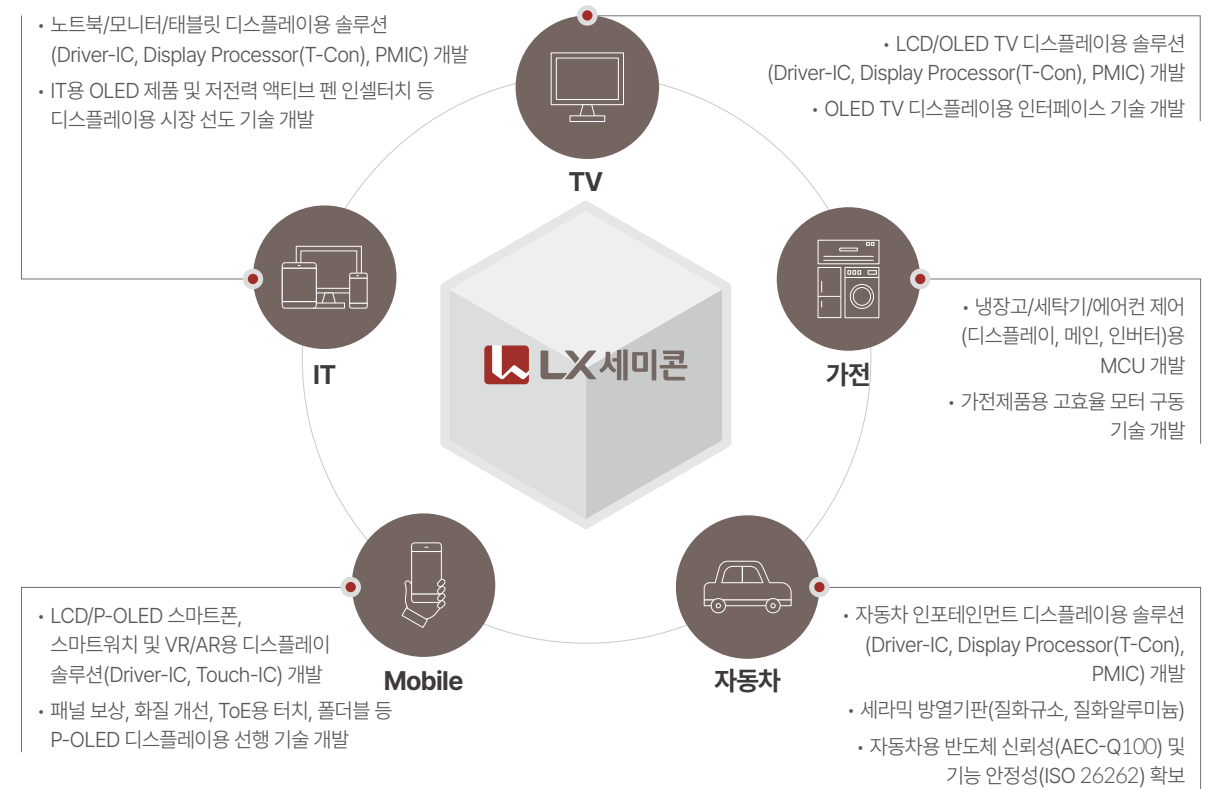 • 노트북/모니터/태블릿 디스플레이용 솔루션
(Driver-IC, Display Processor(T-Con), PMIC) 개발
• IT용 OLED 제품 및 저전력 액티브 펜 인셀터치 등
디스플레이용 시장 선도 기술 개발
• LCD/OLED TV 디스플레이용 솔루션
(Driver-IC, Display Processor(T-Con), PMIC) 개발
• OLED TV 디스플레이용 인터페이스 기술 개발
TV
IT
LX세미콘
가전
• 냉장고/세탁기/에어컨 제어
(디스플레이, 메인, 인버터)용
MCU 개발
• 가전제품용 고효율 모터 구동
기술 개발
• LCD/P-OLED 스마트폰,
스마트워치 및 VR/AR용 디스플레이
솔루션(Driver-IC, Touch-IC) 개발
• 패널 보상, 화질 개선, ToE용 터치, 폴더블 등
P-OLED 디스플레이용 선행 기술 개발
Mobile
자동차
• 자동차 인포테인먼트 디스플레이용 솔루션
(Driver-IC, Display Processor(T-Con),
PMIC) 개발
• 세라믹 방열기판(질화규소, 질화알루미늄)
• 자동차용 반도체 신뢰성(AEC-Q100) 및
기능 안정성(ISO 26262) 확보